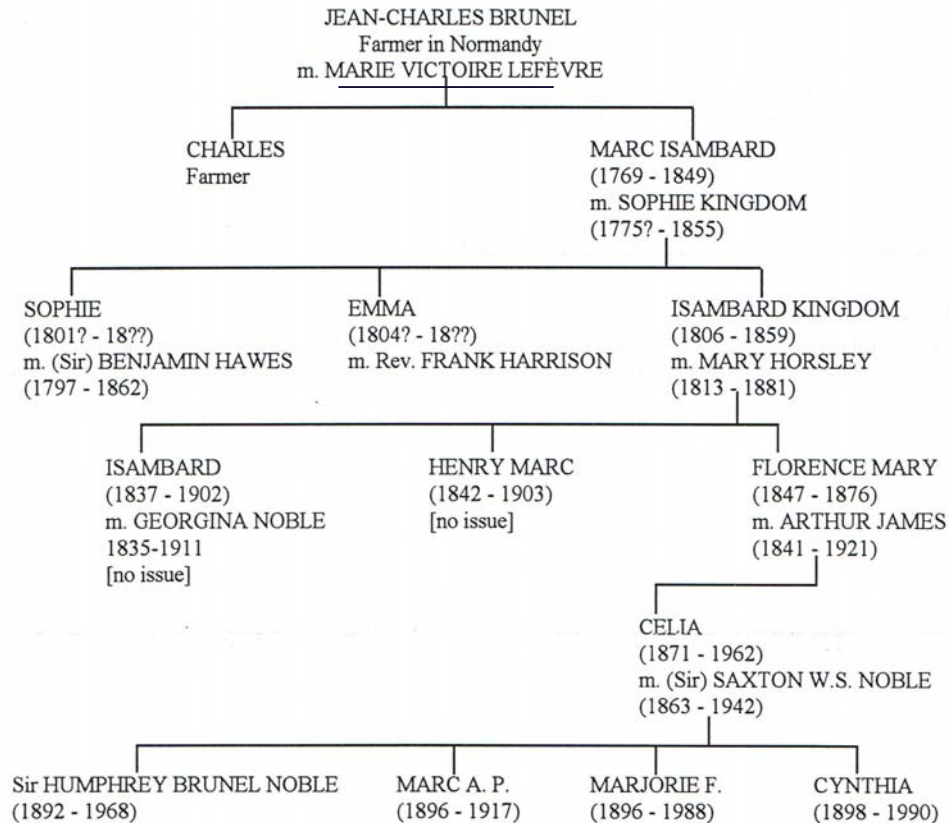 JEAN-CHARLES BRUNEL
Farmer in Normandy
m. MARIE VICTOIRE LEFÈVRE
CHARLES
Farmer
MARC ISAMBARD
(1769 - 1849)
m. SOPHIE KINGDOM
(1775? - 1855)
SOPHIE
(1801? - 18??)
m. (Sir) BENJAMIN HAWES
(1797 - 1862)
EMMA
(1804? - 18??)
m. Rev. FRANK HARRISON
ISAMBARD KINGDOM
(1806 - 1859)
m. MARY HORSLEY
(1813 - 1881)
ISAMBARD
(1837 - 1902)
m. GEORGINA NOBLE
1835-1911
[no issue]
HENRY MARC
(1842 - 1903)
[no issue]
FLORENCE MARY
(1847 - 1876)
m. ARTHUR JAMES
(1841 - 1921)
CELIA
(1871 - 1962)
m. (Sir) SAXTON W.S. NOBLE
(1863 - 1942)
Sir HUMPHREY BRUNEL NOBLE
(1892 - 1968)
MARC A. P.
(1896 - 1917)
MARJORIE F.
(1896 - 1988)
CYNTHIA
(1898 - 1990)